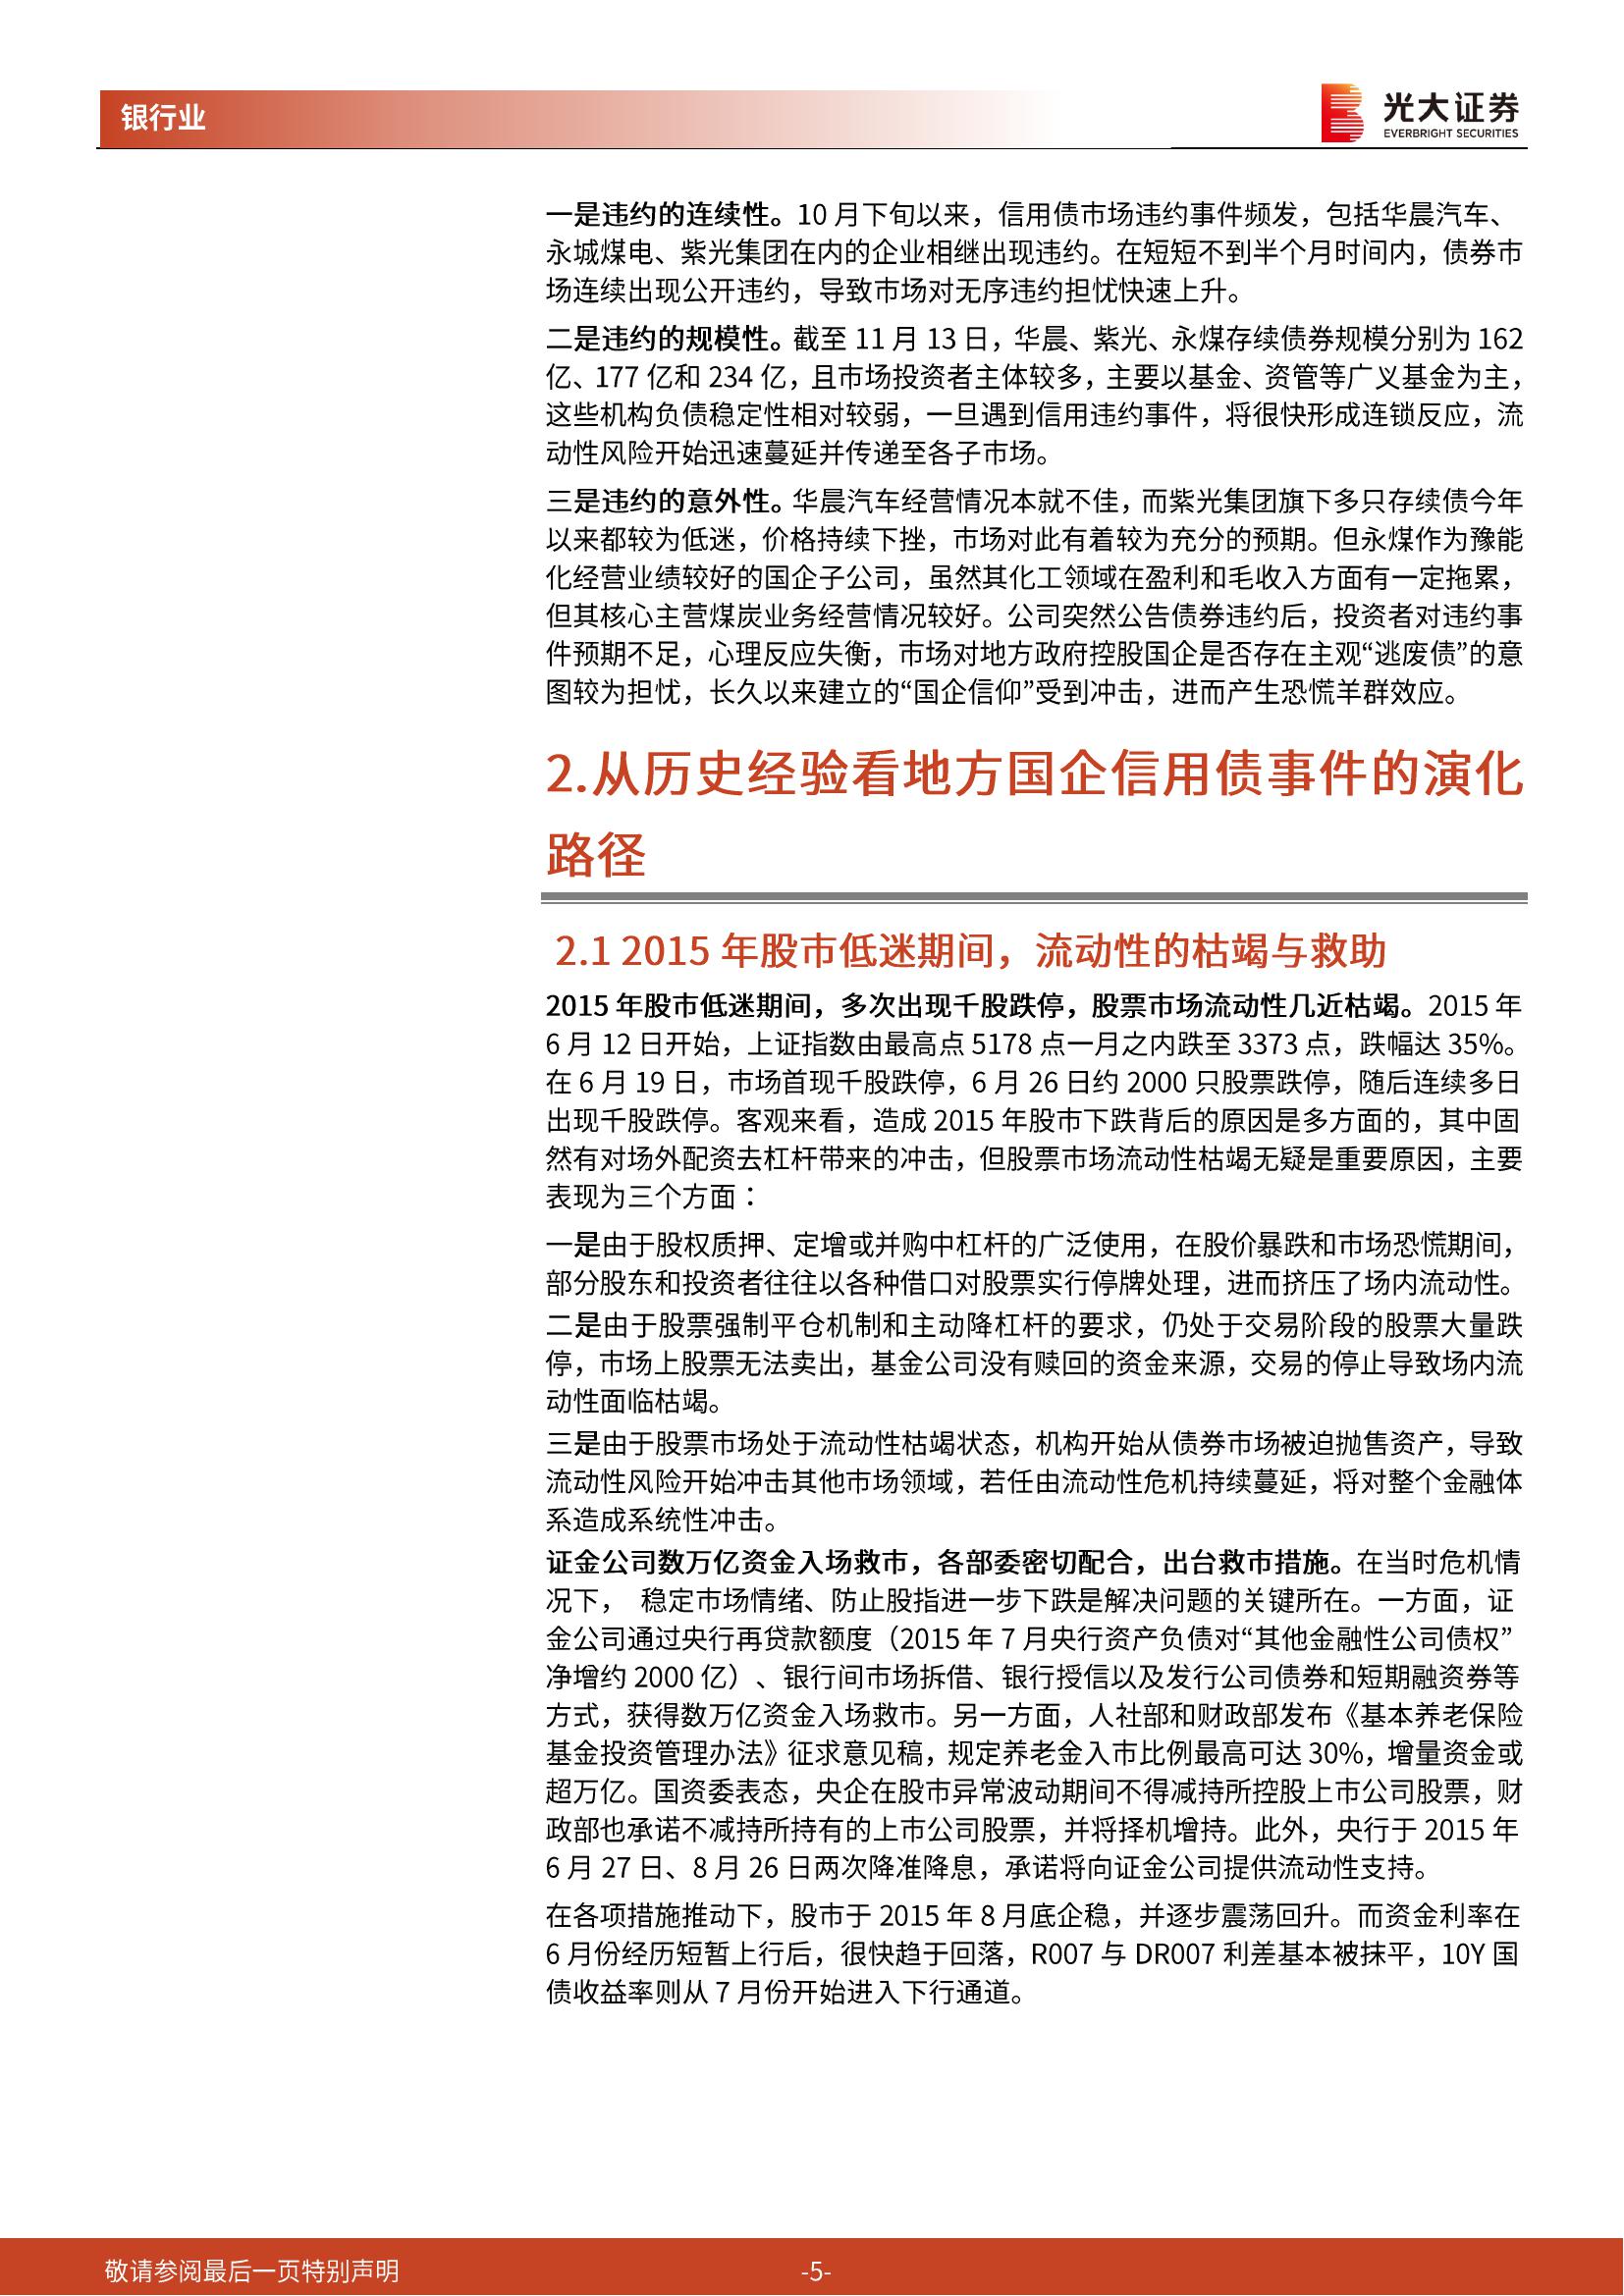 银行业
光大证券
EVERBRIGHT SECURITIES
一是违约的连续性。10 月下旬以来，信用债市场违约事件频发，包括华晨汽车、
永城煤电、紫光集团在内的企业相继出现违约。在短短不到半个月时间内，债券市
场连续出现公开违约，导致市场对无序违约担忧快速上升。
二是违约的规模性。截至 11 月 13 日，华晨、紫光、永煤存续债券规模分别为 162
亿、177 亿和 234 亿，且市场投资者主体较多，主要以基金、资管等广义基金为主，
这些机构负债稳定性相对较弱，一旦遇到信用违约事件，将很快形成连锁反应，流
动性风险开始迅速蔓延并传递至各子市场。
三是违约的意外性。华晨汽车经营情况本就不佳，而紫光集团旗下多只存续债今年
以来都较为低迷，价格持续下挫，市场对此有着较为充分的预期。但永煤作为豫能
化经营业绩较好的国企子公司，虽然其化工领域在盈利和毛收入方面有一定拖累，
但其核心主营煤炭业务经营情况较好。公司突然公告债券违约后，投资者对违约事
件预期不足，心理反应失衡，市场对地方政府控股国企是否存在主观“逃废债”的意
图较为担忧，长久以来建立的“国企信仰”受到冲击，进而产生恐慌羊群效应。
2.从历史经验看地方国企信用债事件的演化
路径
2.1 2015 年股市低迷期间，流动性的枯竭与救助
2015 年股市低迷期间，多次出现千股跌停，股票市场流动性几近枯竭。2015 年
6 月 12 日开始，上证指数由最高点 5178 点一月之内跌至 3373 点，跌幅达 35%。
在 6 月 19 日，市场首现千股跌停，6 月 26 日约 2000 只股票跌停，随后连续多日
出现千股跌停。客观来看，造成 2015 年股市下跌背后的原因是多方面的，其中固
然有对场外配资去杠杆带来的冲击，但股票市场流动性枯竭无疑是重要原因，主要
表现为三个方面：
一是由于股权质押、定增或并购中杠杆的广泛使用，在股价暴跌和市场恐慌期间，
部分股东和投资者往往以各种借口对股票实行停牌处理，进而挤压了场内流动性。
二是由于股票强制平仓机制和主动降杠杆的要求，仍处于交易阶段的股票大量跌
停，市场上股票无法卖出，基金公司没有赎回的资金来源，交易的停止导致场内流
动性面临枯竭。
三是由于股票市场处于流动性枯竭状态，机构开始从债券市场被迫抛售资产，导致
流动性风险开始冲击其他市场领域，若任由流动性危机持续蔓延，将对整个金融体
系造成系统性冲击。
证金公司数万亿资金入场救市，各部委密切配合，出台救市措施。在当时危机情
况下， 稳定市场情绪、防止股指进一步下跌是解决问题的关键所在。一方面，证
金公司通过央行再贷款额度（2015 年 7 月央行资产负债对“其他金融性公司债权”
净增约 2000 亿）、银行间市场拆借、银行授信以及发行公司债券和短期融资券等
方式，获得数万亿资金入场救市。另一方面，人社部和财政部发布《基本养老保险
基金投资管理办法》征求意见稿，规定养老金入市比例最高可达 30%，增量资金或
超万亿。国资委表态，央企在股市异常波动期间不得减持所控股上市公司股票，财
政部也承诺不减持所持有的上市公司股票，并将择机增持。此外，央行于 2015 年
6 月 27 日、8 月 26 日两次降准降息，承诺将向证金公司提供流动性支持。
在各项措施推动下，股市于 2015 年 8 月底企稳，并逐步震荡回升。而资金利率在
6 月份经历短暂上行后，很快趋于回落，R007 与 DR007 利差基本被抹平，10Y 国
债收益率则从 7 月份开始进入下行通道。
敬请参阅最后一页特别声明
-5-